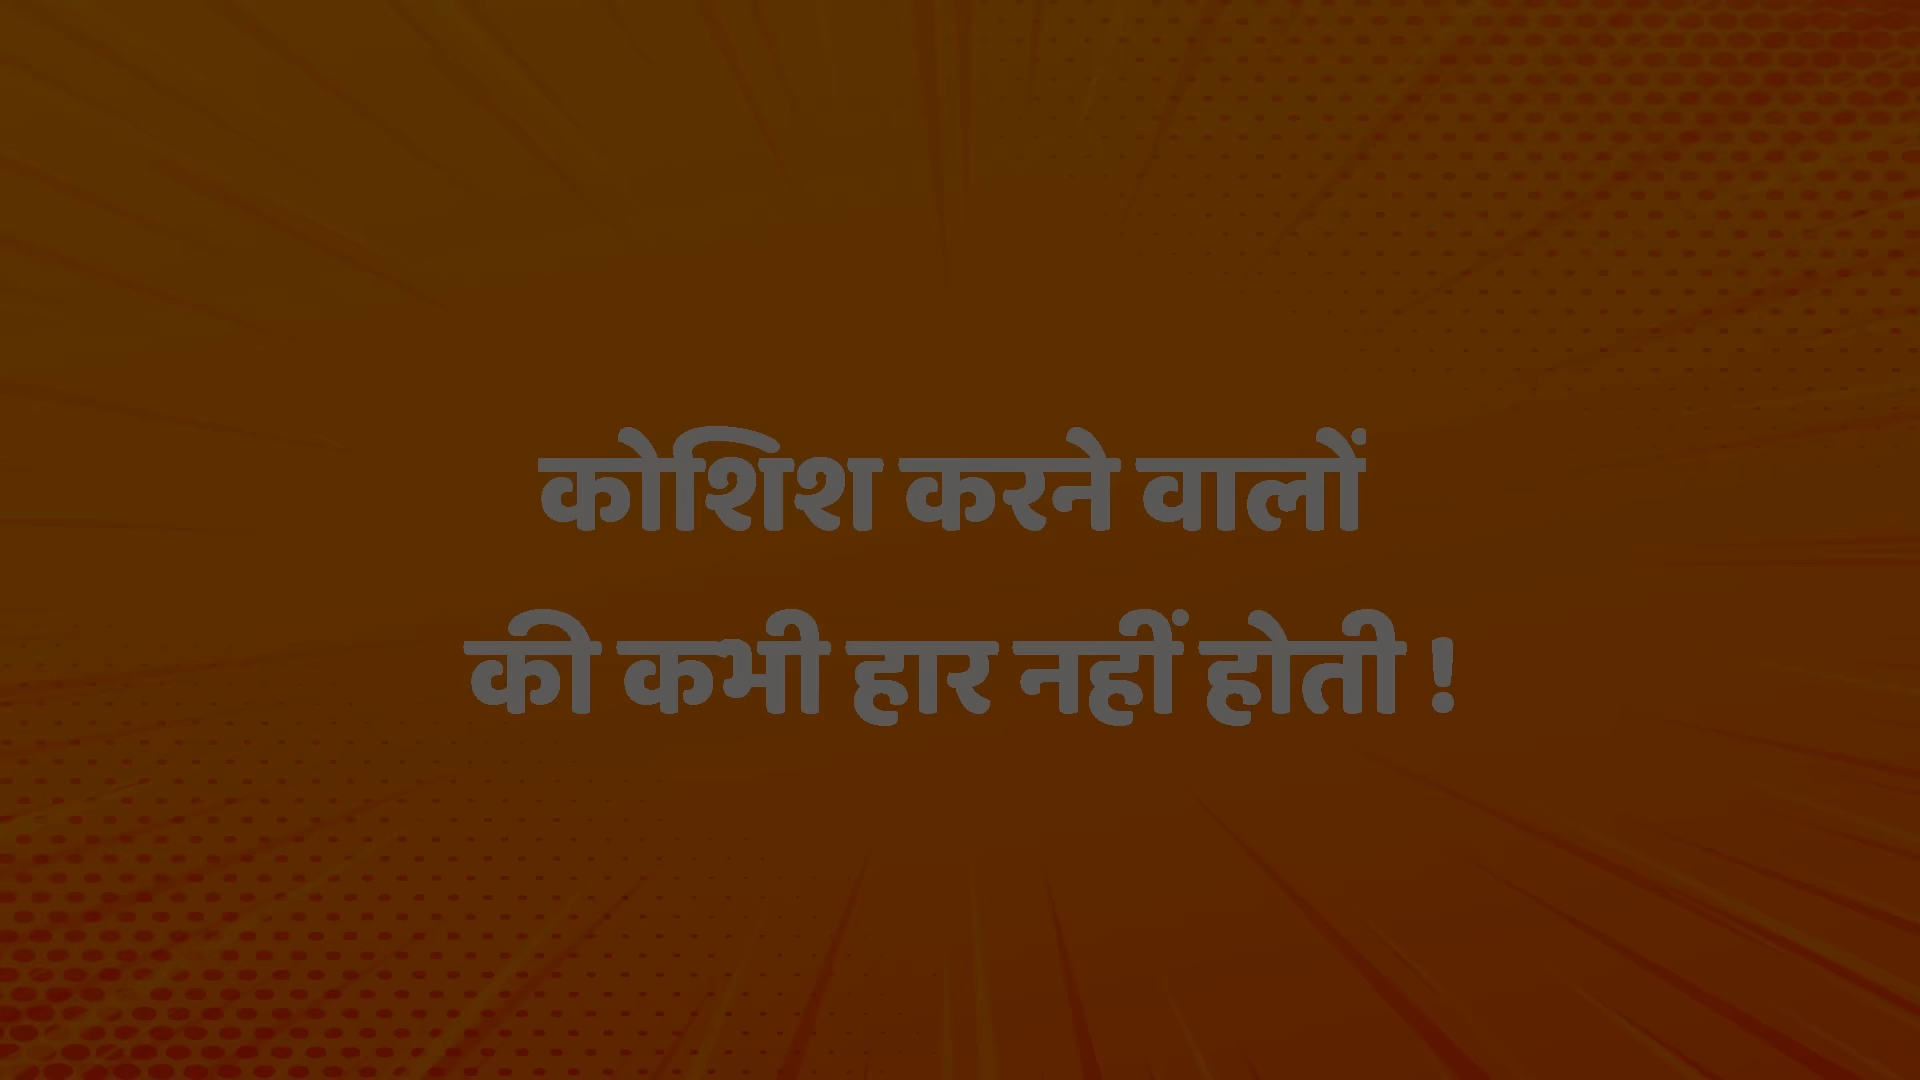 कोशिश करने वालों
की कभी हार नहीं होती !